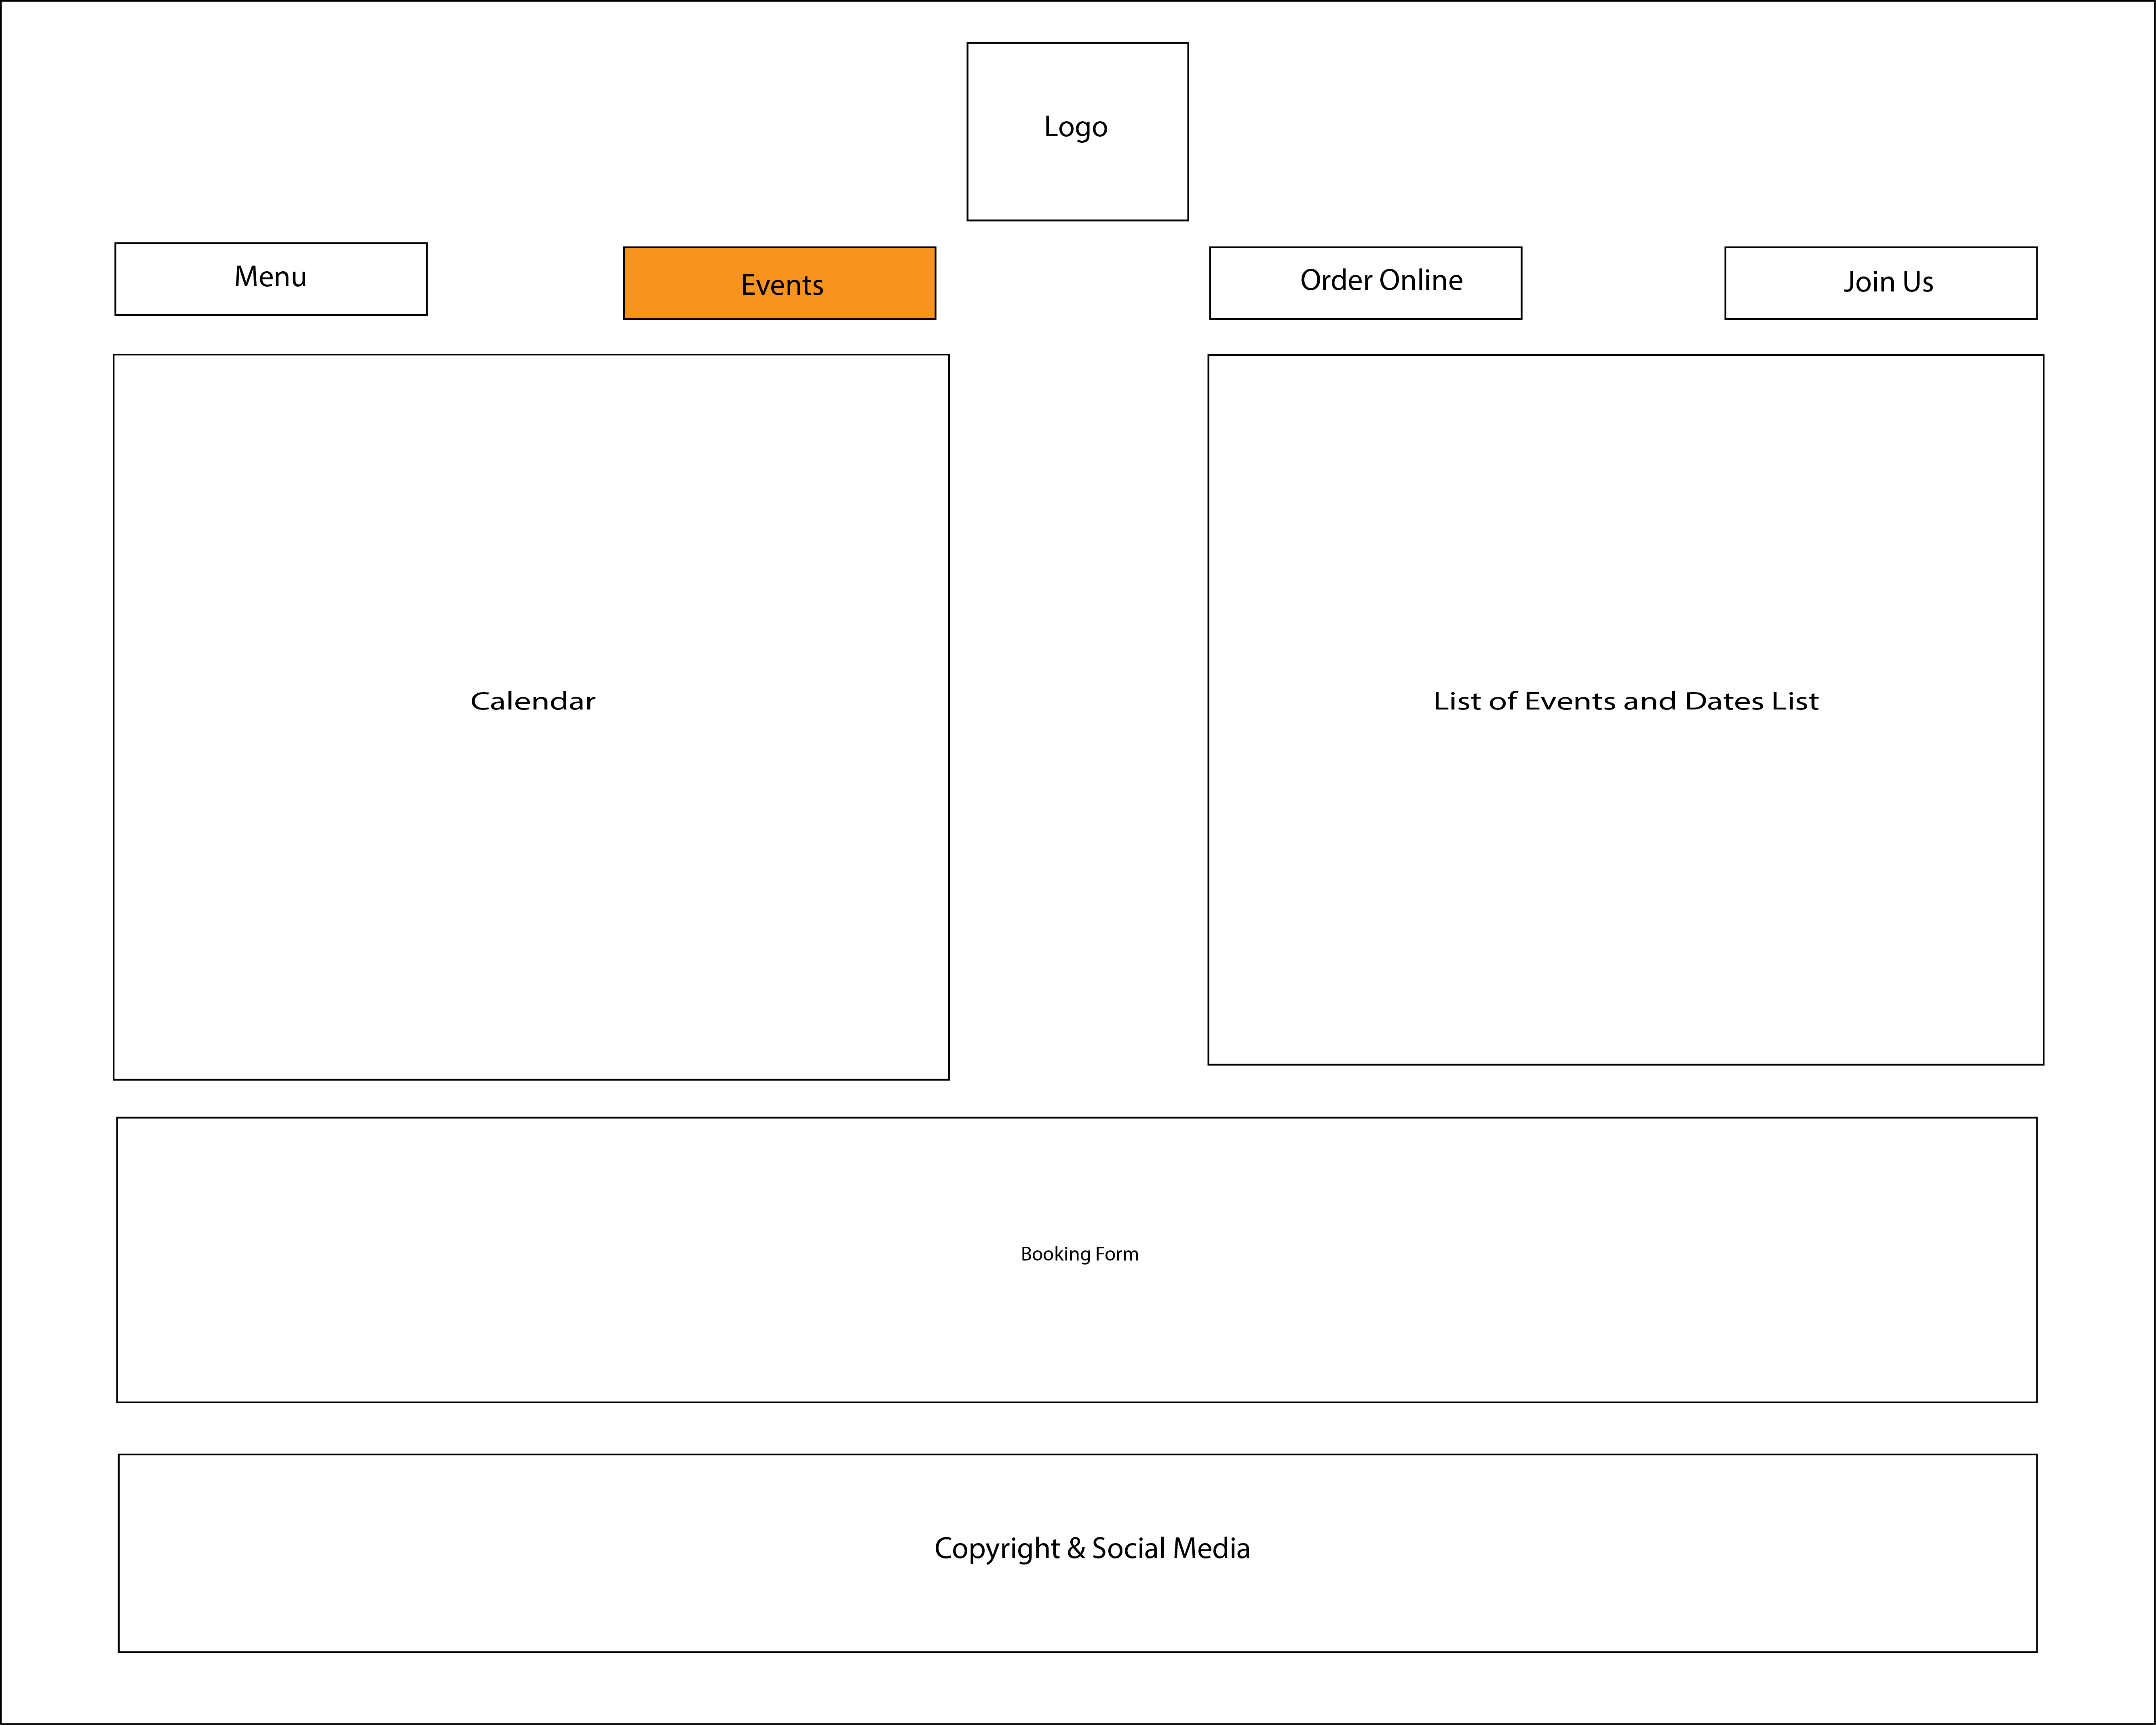 Logo
Menu
Events
Order Online
Join Us
Calendar
List of Events and Dates List
Booking Form
Copyright & Social Media